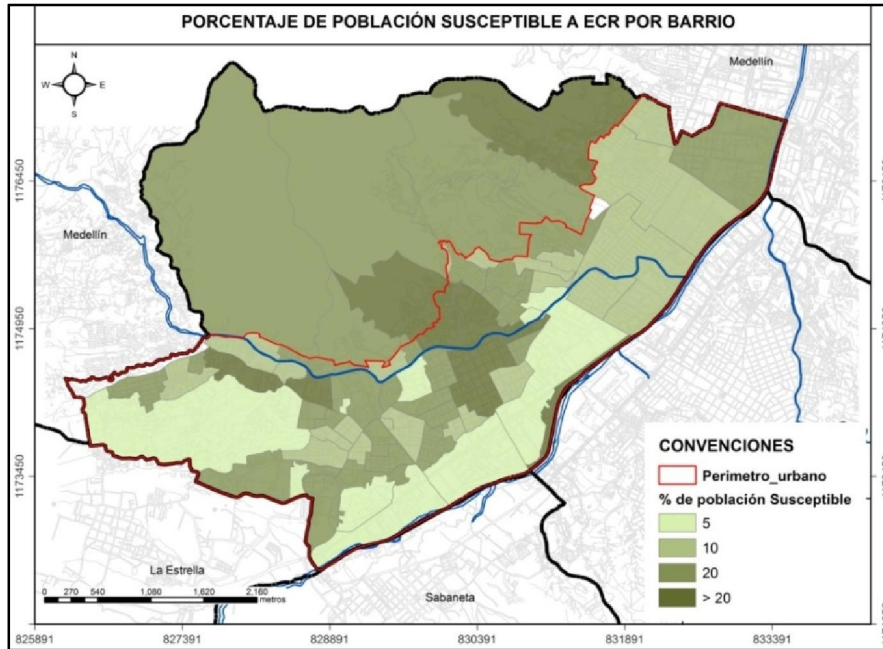 PORCENTAJE DE POBLACIÓN SUSCEPTIBLE A ECR POR BARRIO
N
W E
S
Medellín
1176450
Medellín
1174950
CONVENCIONES
Perimetro_urbano
% de población Susceptible
5
10
20
> 20
1173450
La Estrella
Sabaneta
0 270 540 1,080 1,620 2,160
metros
825891 827391 828891 830391 831891 833391